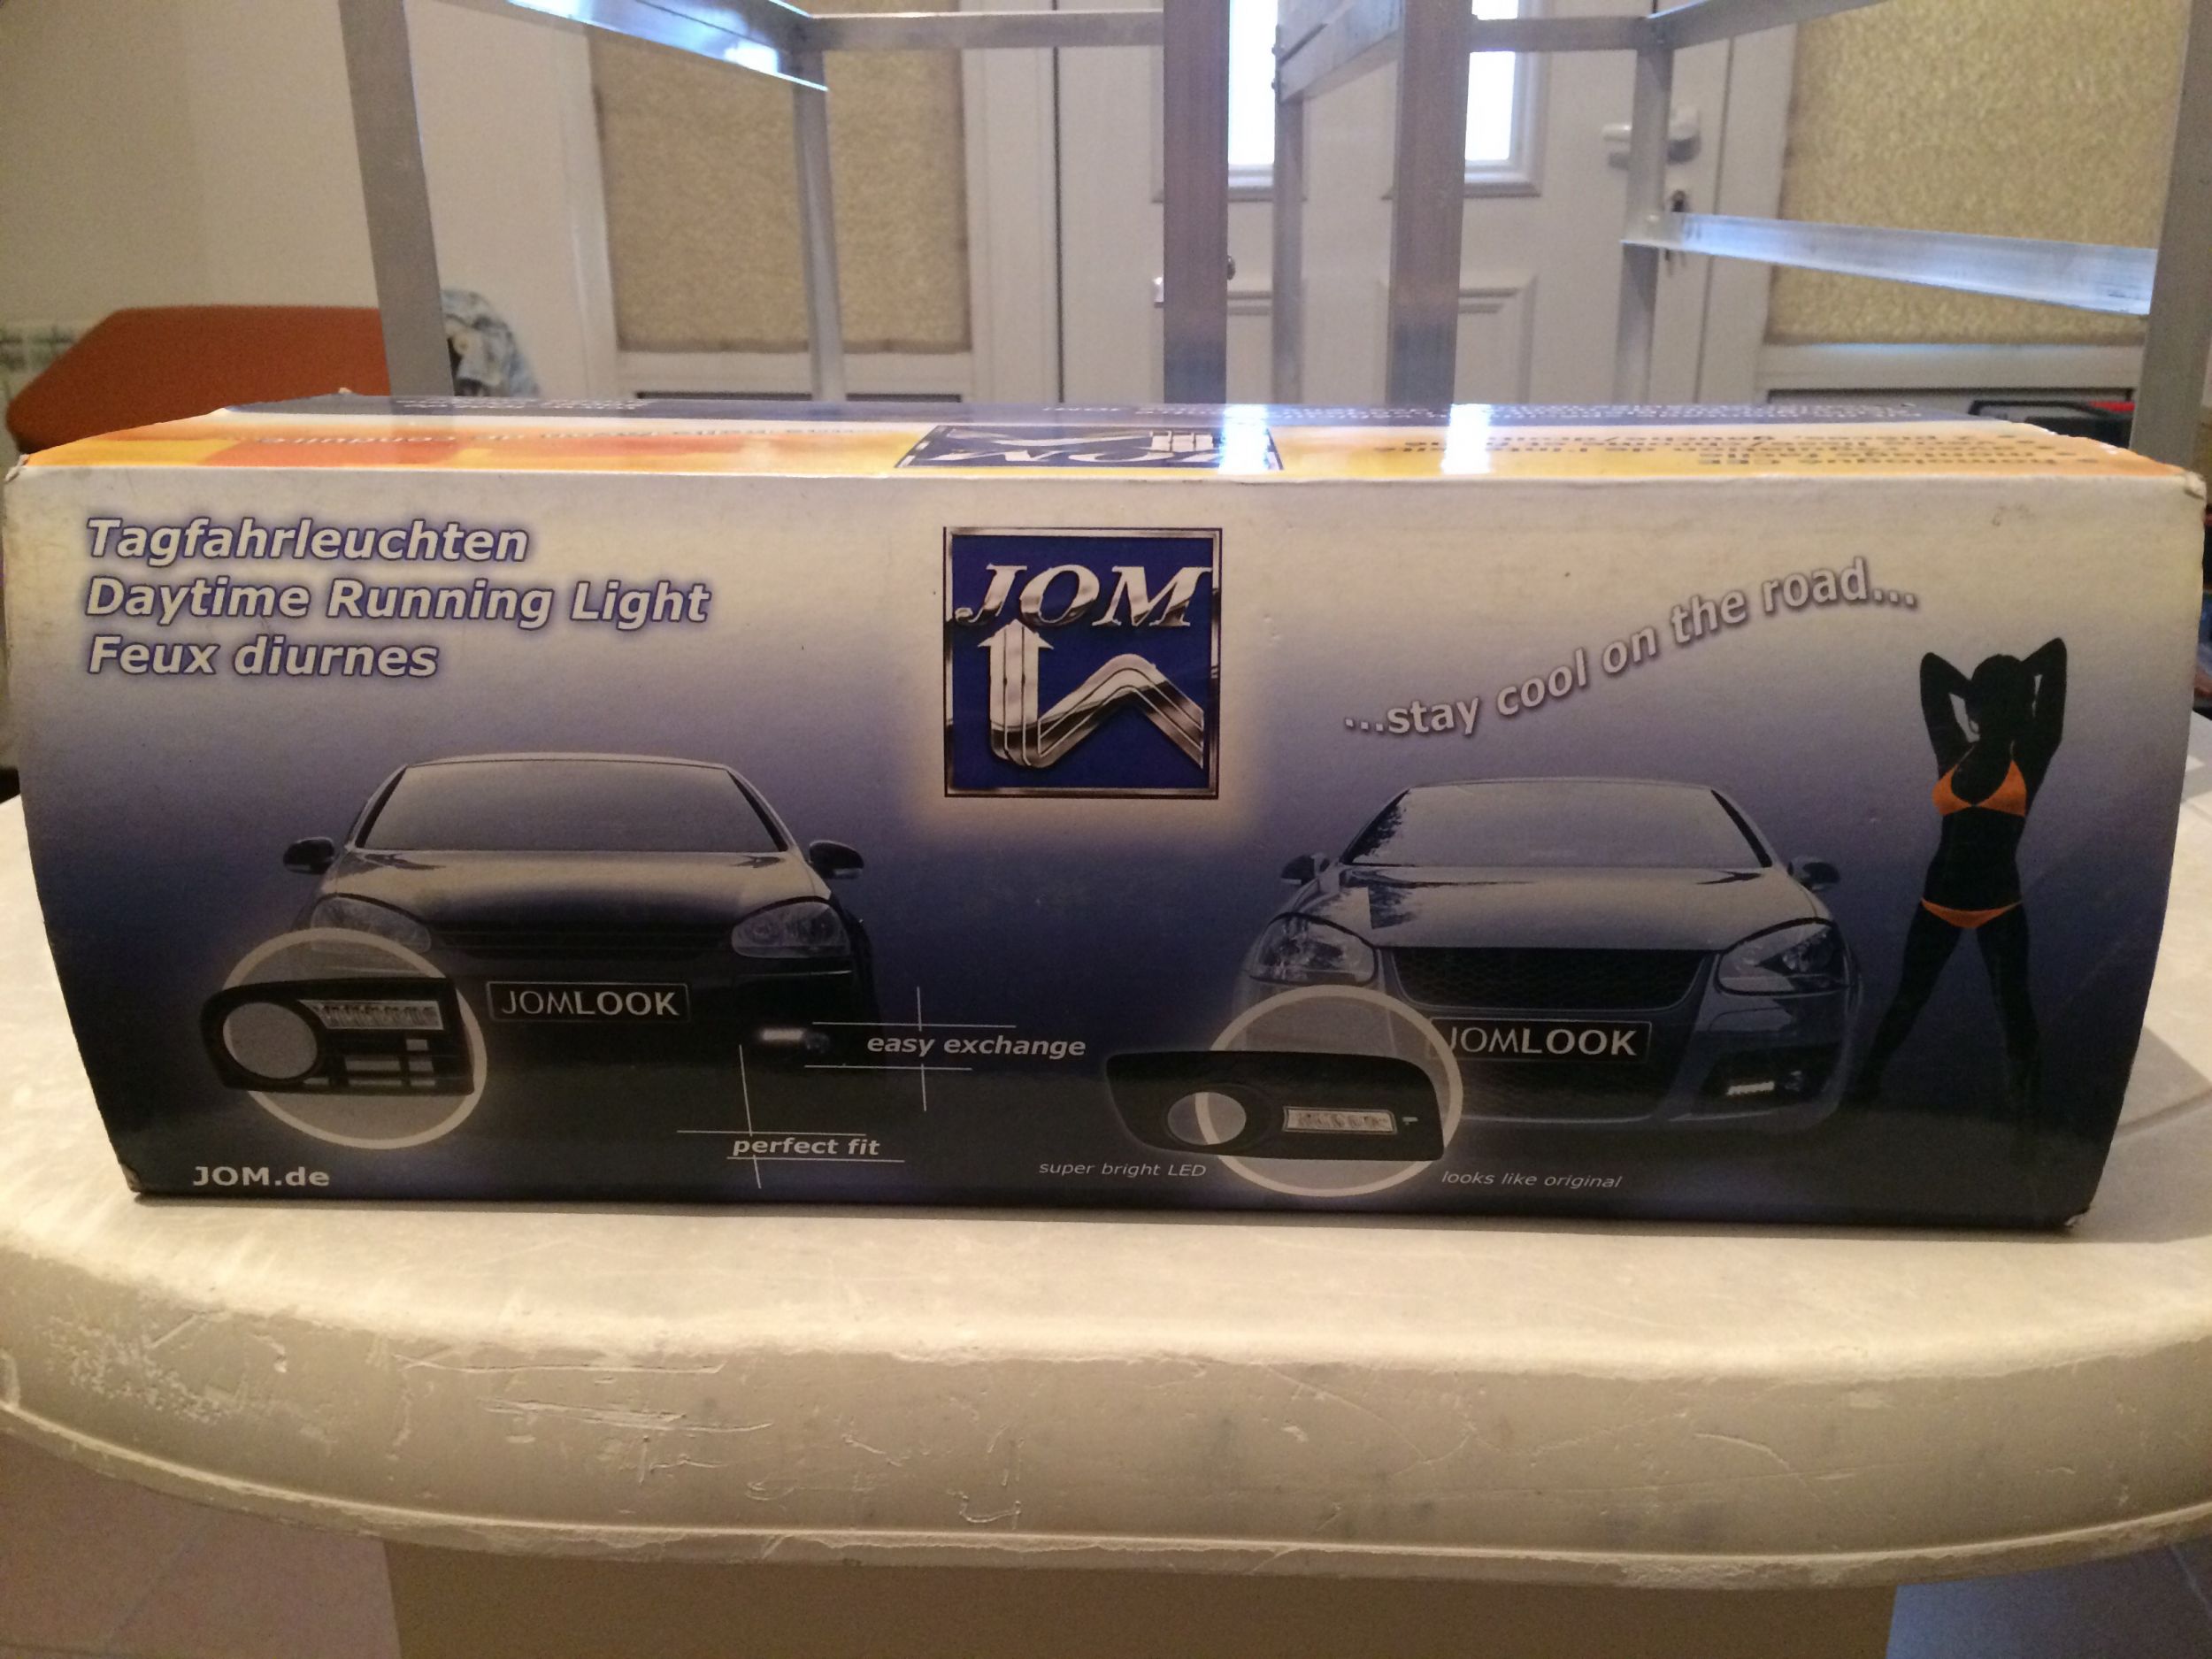 Tagfahrleuchten
Daytime Running Light
Feux diurnes
JOM
...stay cool on the road...
JOMLOOK
JOMLOOK
easy exchange
perfect fit
super bright LED
looks like original
JOM.de
JOM